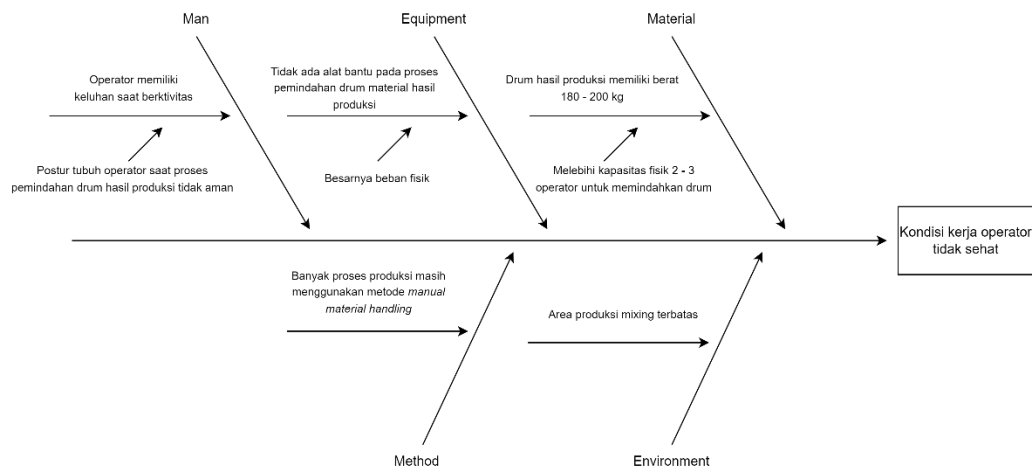 Man
Equipment
Material
Operator memiliki
keluhan saat berktivitas
Tidak ada alat bantu pada proses
pemindahan drum material hasil
produksi
Drum hasil produksi memiliki berat
180 - 200 kg
Postur tubuh operator saat proses
pemindahan drum hasil produksi tidak aman
Besarnya beban fisik
Melebihi kapasitas fisik 2 - 3
operator untuk memindahkan drum
Kondisi kerja operator
tidak sehat
Banyak proses produksi masih
menggunakan metode manual
material handling
Area produksi mixing terbatas
Method
Environment